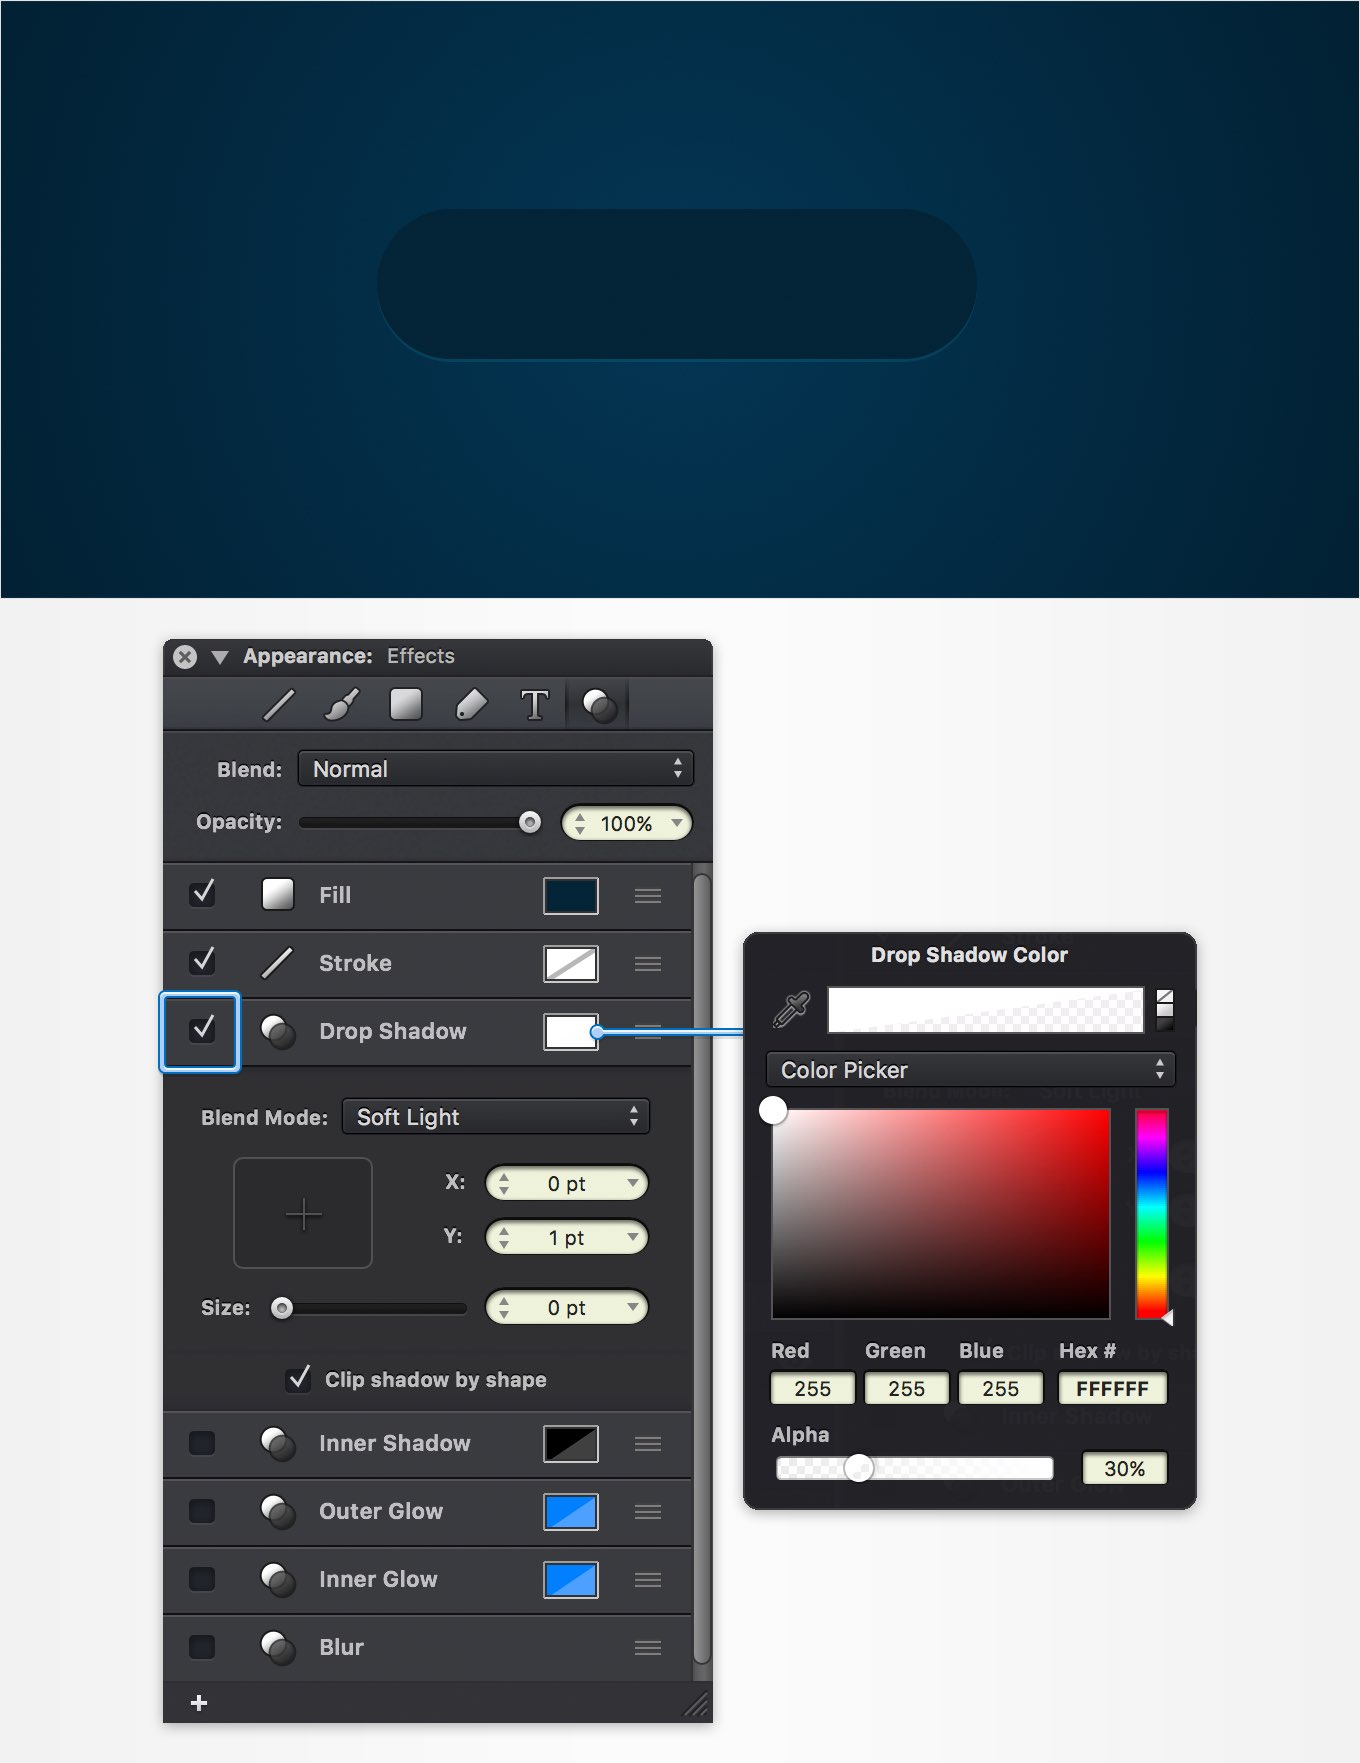 Appearance: Effects
T
Blend: Normal
Opacity: 100%
Fill
Stroke
Drop Shadow
Blend Mode: Soft Light
X: 0 pt
Y: 1 pt
Size: 0 pt
Clip shadow by shape
Inner Shadow
Outer Glow
Inner Glow
Blur
+
Drop Shadow Color
Color Picker
Red Green Blue Hex #
255 255 255 FFFFFF
Alpha
30%